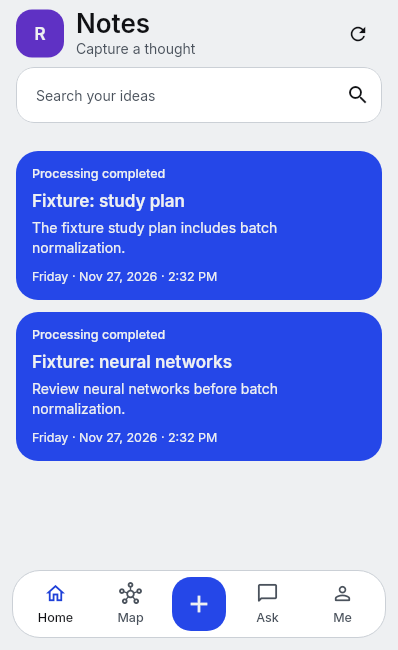 R
Notes
Capture a thought
Search your ideas
Processing completed
Fixture: study plan
The fixture study plan includes batch
normalization.
Friday · Nov 27, 2026 · 2:32 PM
Processing completed
Fixture: neural networks
Review neural networks before batch
normalization.
Friday · Nov 27, 2026 · 2:32 PM
Home
Map
Ask
Me